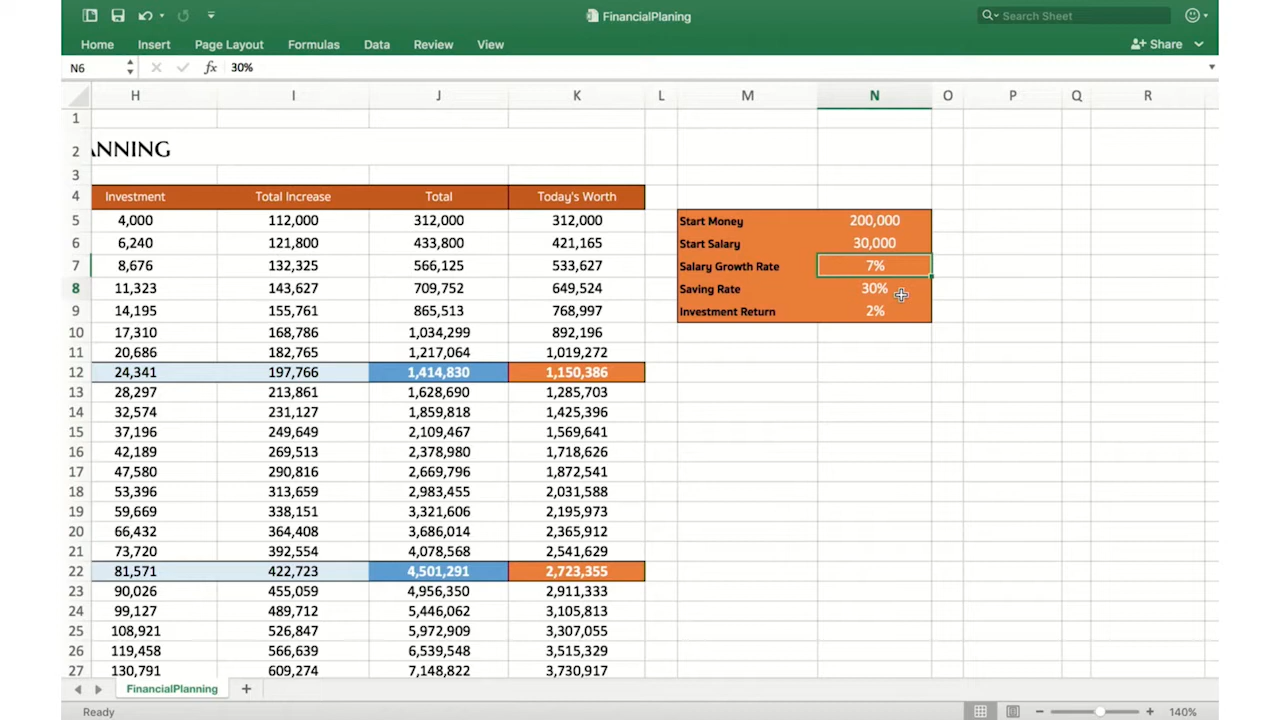 FinancialPlaning
Search Sheet
Home Insert Page Layout Formulas Data Review View Share
N6 fx 30%
H I J K L M N O P Q R
1
2 ANNING
3
4 Investment Total Increase Total Today's Worth
5 4,000 112,000 312,000 312,000 Start Money 200,000
6 6,240 121,800 433,800 421,165 Start Salary 30,000
7 8,676 132,325 566,125 533,627 Salary Growth Rate 7%
8 11,323 143,627 709,752 649,524 Saving Rate 30%
9 14,195 155,761 865,513 768,997 Investment Return 2%
10 17,310 168,786 1,034,299 892,196
11 20,686 182,765 1,217,064 1,019,272
12 24,341 197,766 1,414,830 1,150,386
13 28,297 213,861 1,628,690 1,285,703
14 32,574 231,127 1,859,818 1,425,396
15 37,196 249,649 2,109,467 1,569,641
16 42,189 269,513 2,378,980 1,718,626
17 47,580 290,816 2,669,796 1,872,541
18 53,396 313,659 2,983,455 2,031,588
19 59,669 338,151 3,321,606 2,195,973
20 66,432 364,408 3,686,014 2,365,912
21 73,720 392,554 4,078,568 2,541,629
22 81,571 422,723 4,501,291 2,723,355
23 90,026 455,059 4,956,350 2,911,333
24 99,127 489,712 5,446,062 3,105,813
25 108,921 526,847 5,972,909 3,307,055
26 119,458 566,639 6,539,548 3,515,329
27 130,791 609,274 7,148,822 3,730,917
FinancialPlanning
Ready 140%